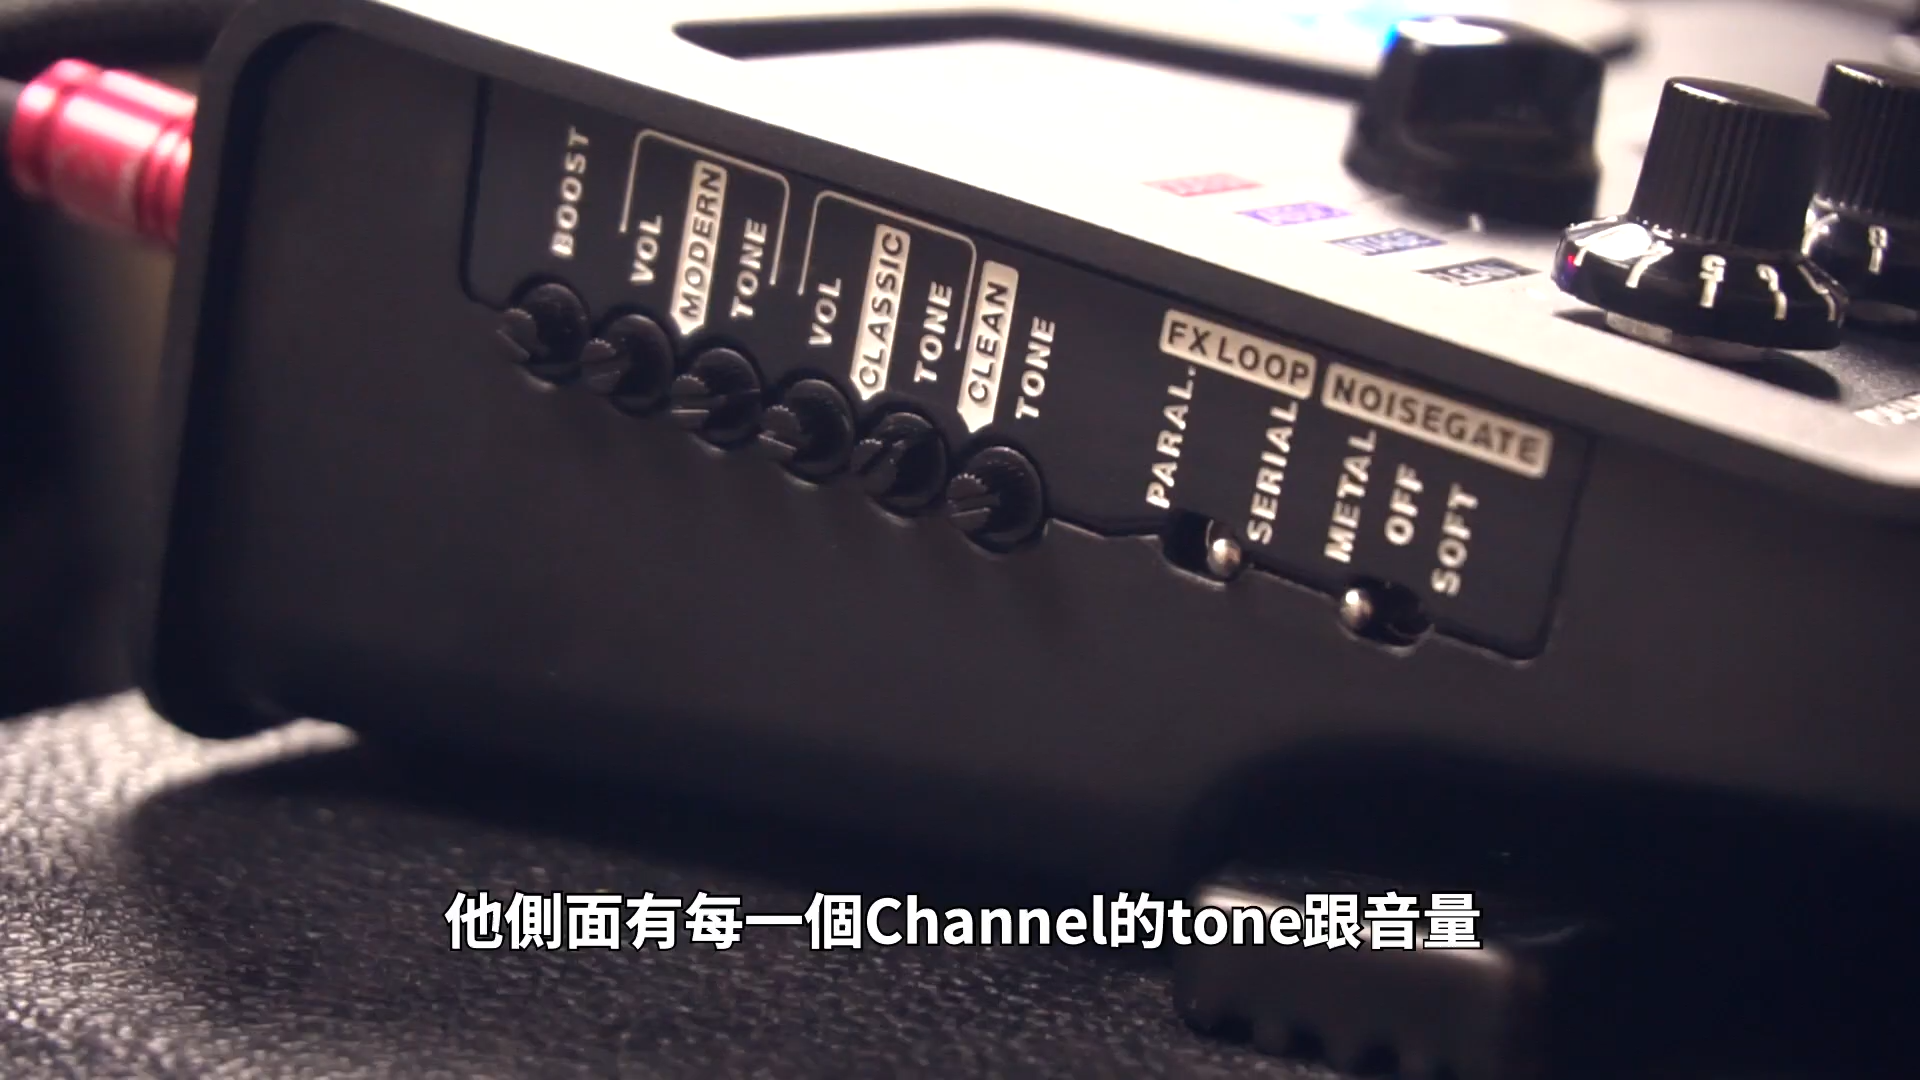 BOOST
VOL
MODERN
TONE
VOL
CLASSIC
TONE
CLEAN
TONE
FX LOOP
PARAL.
SERIAL
NOISEGATE
METAL
OFF
SOFT
他側面有每一個Channel的tone跟音量